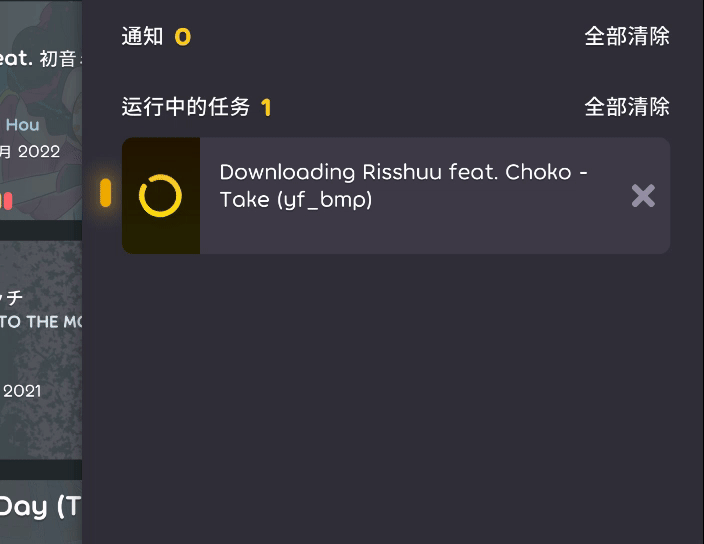 通知 0 全部清除
运行中的任务 1 全部清除
Downloading Risshuu feat. Choko -
Take (yf_bmp)
eat. 初音
Hou
月 2022
ッチ
TO THE MO
2021
Day (T